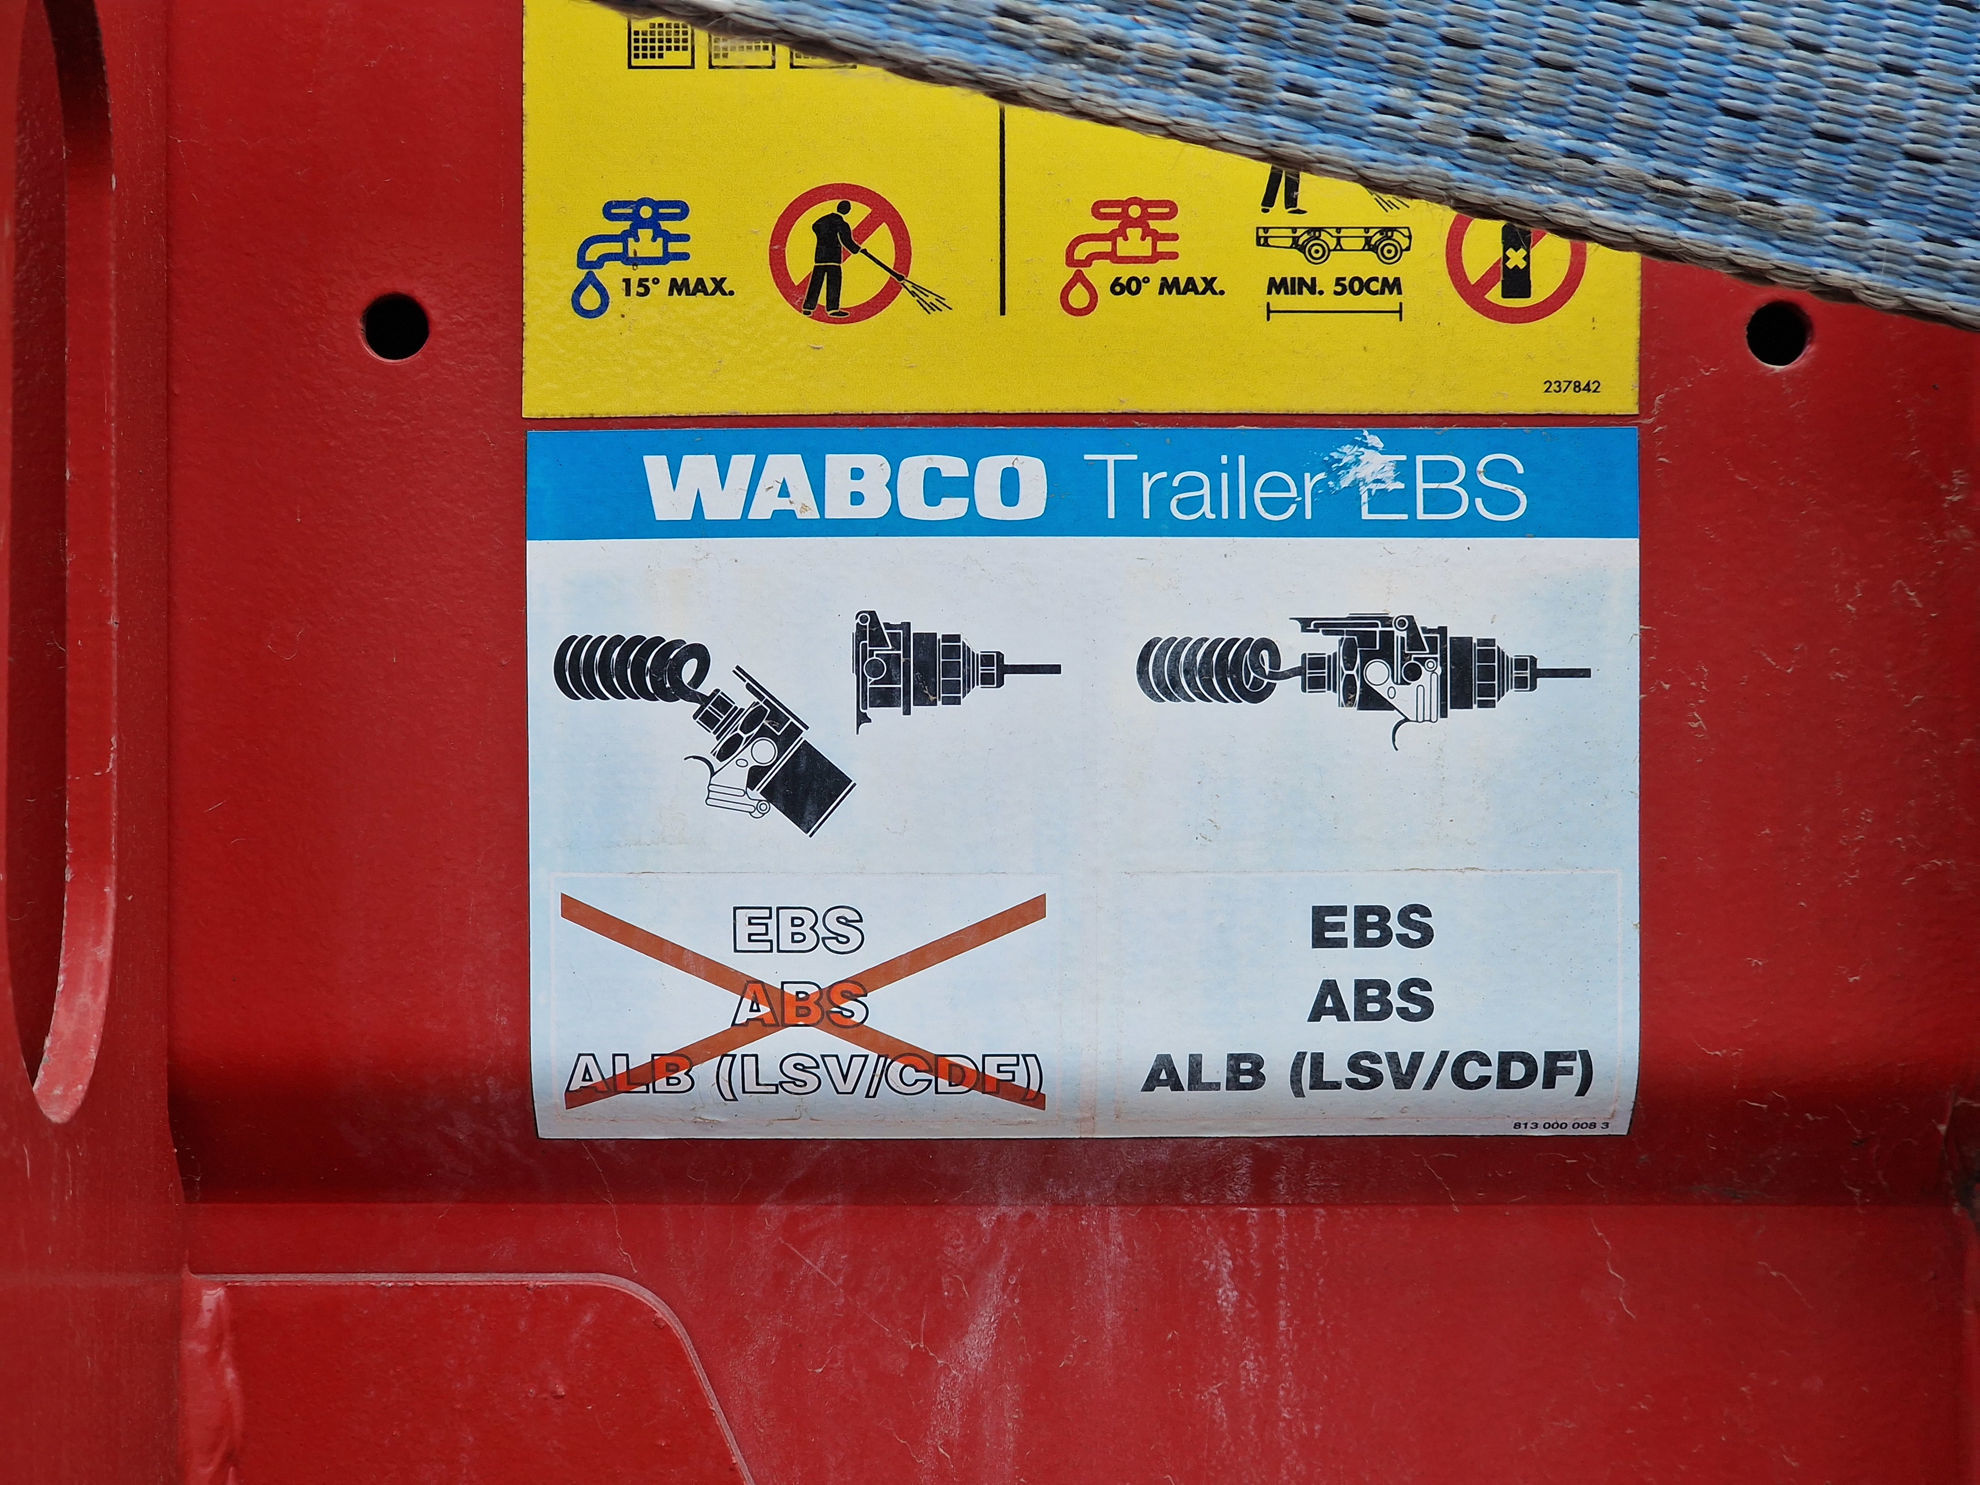 15° MAX.
60° MAX.
MIN. 50CM
237842
WABCO Trailer EBS
EBS
ABS
ALB (LSV/CDF)
EBS
ABS
ALB (LSV/CDF)
813 000 008 3